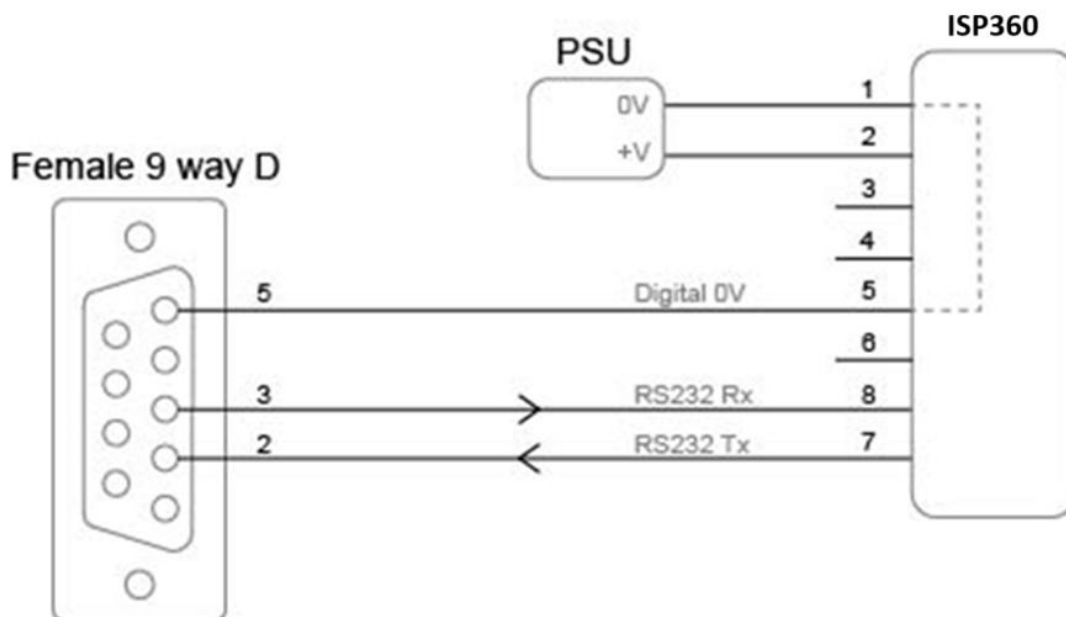 ISP360
PSU
0V
1
+V
2
Female 9 way D
3
4
5
Digital 0V
5
6
3
RS232 Rx
8
2
RS232 Tx
7